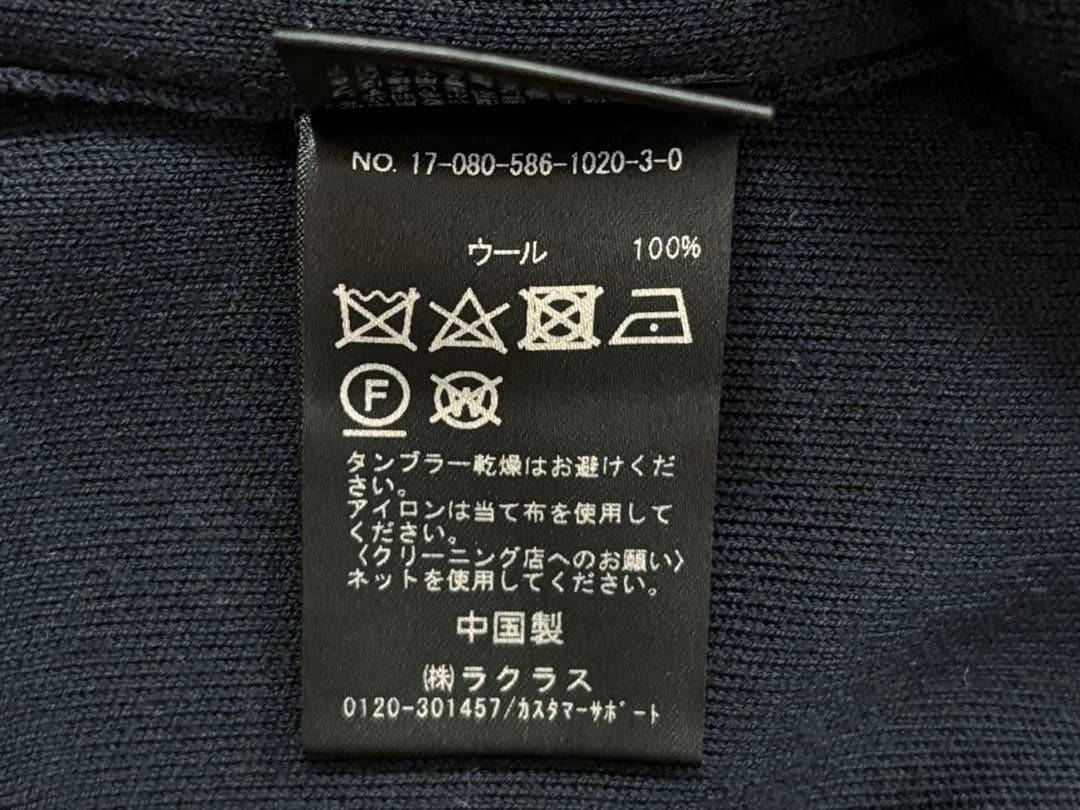 NO. 17-080-586-1020-3-0
ウール 100%
F W
タンブラー乾燥はお避けくだ
さい。
アイロンは当て布を使用して
ください。
〈クリーニング店へのお願い〉
ネットを使用してください。
中国製
㈱ラクラス
0120-301457/ｶｽﾀﾏｰｻﾎﾟｰﾄ